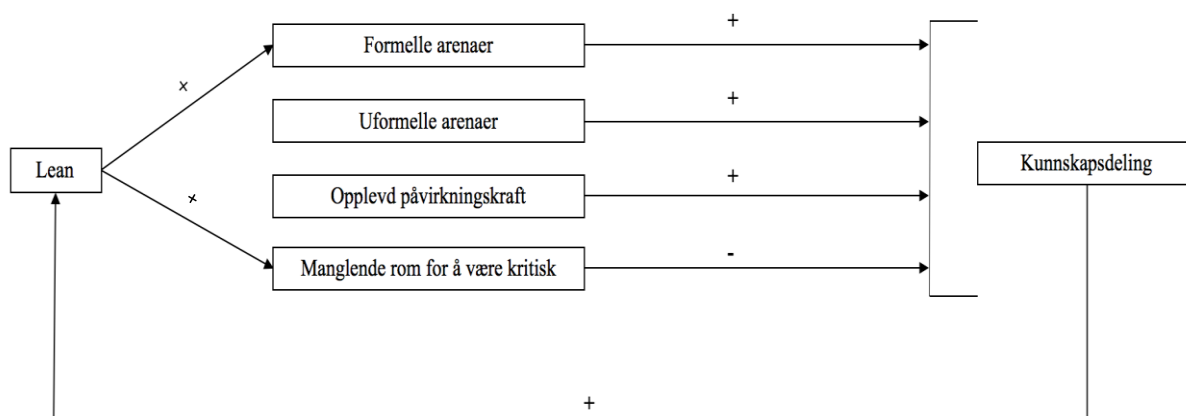 +
Formelle arenaer
+
+
Uformelle arenaer
Lean
Kunnskapsdeling
+
+
Opplevd påvirkningskraft
-
Manglende rom for å være kritisk
+